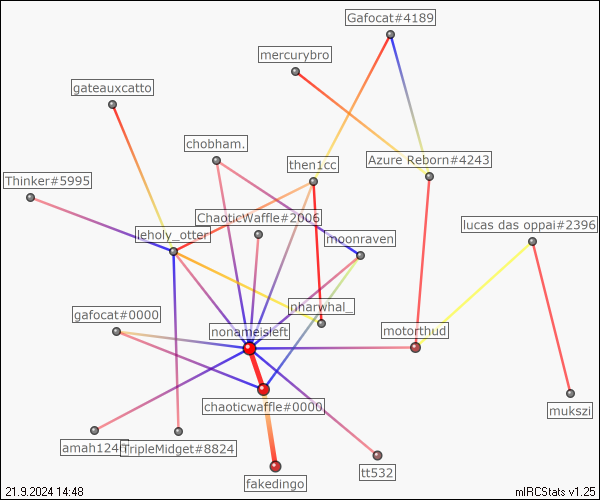 Gafocat#4189
mercurybro
gateauxcatto
chobham.
then1cc
Azure Reborn#4243
Thinker#5995
ChaoticWaffle#2006
lucas das oppai#2396
leholy_otter
moonraven
nharwhal_
gafocat#0000
nonameisleft
motorthud
chaoticwaffle#0000
mukszi
amah124
TripleMidget#8824
tt532
fakedingo
21.9.2024 14:48
mIRCStats v1.25